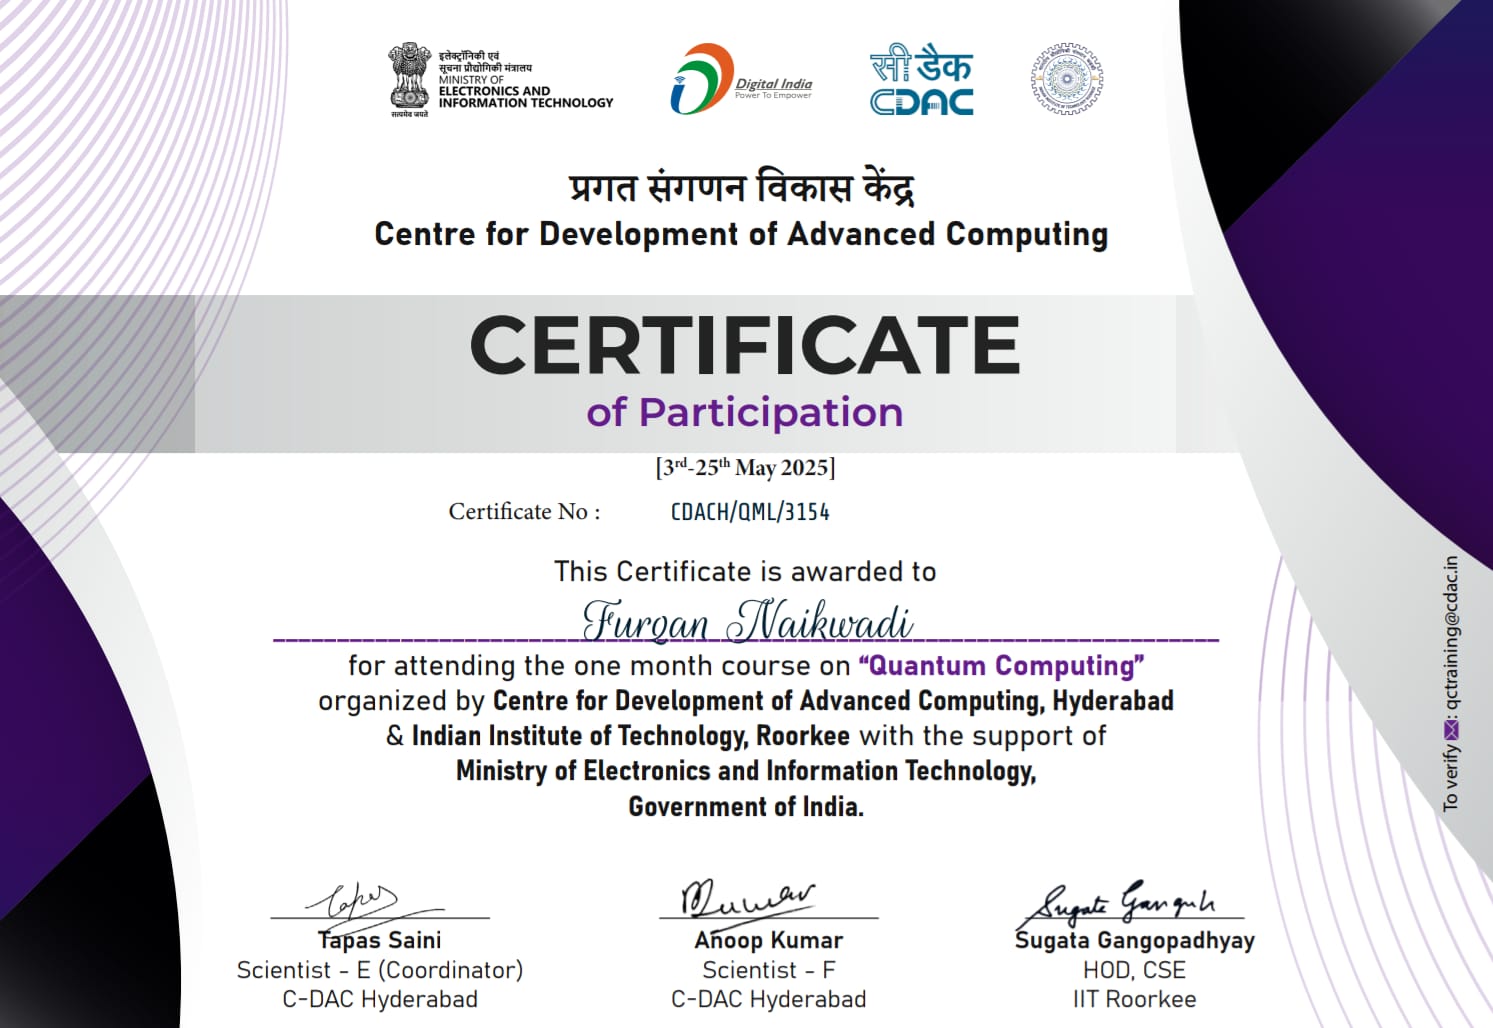 इलेक्ट्रॉनिकी एवं
सूचना प्रौद्योगिकी मंत्रालय
MINISTRY OF
ELECTRONICS AND
INFORMATION TECHNOLOGY
सत्यमेव जयते
Digital India
Power To Empower
सी डैक
CDAC
प्रगत संगणन विकास केंद्र
Centre for Development of Advanced Computing
CERTIFICATE
of Participation
[3rd-25th May 2025]
Certificate No : CDACH/QML/3154
This Certificate is awarded to
Furqan Naikwadi
for attending the one month course on “Quantum Computing”
organized by Centre for Development of Advanced Computing, Hyderabad
& Indian Institute of Technology, Roorkee with the support of
Ministry of Electronics and Information Technology,
Government of India.
To verify : qctraining@cdac.in
Tapas Saini
Scientist - E (Coordinator)
C-DAC Hyderabad
Anoop Kumar
Scientist - F
C-DAC Hyderabad
Sugata Gangopadhyay
HOD, CSE
IIT Roorkee